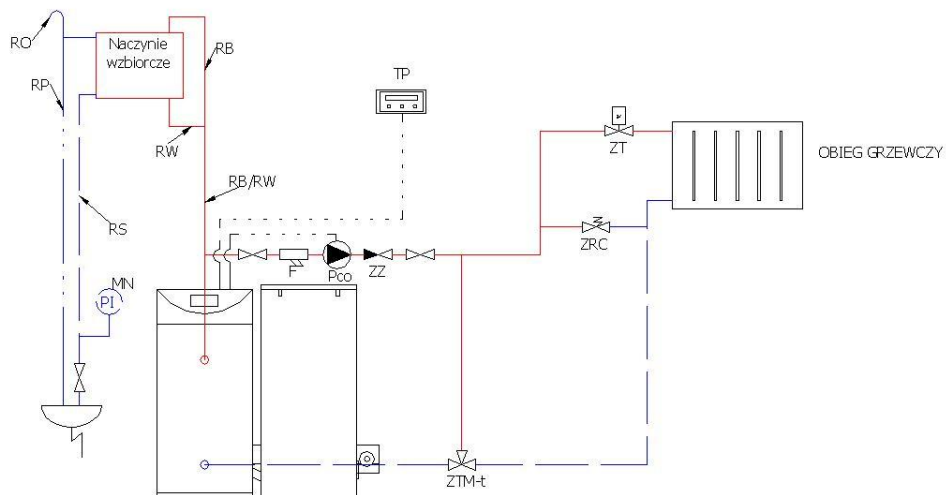 RO
Naczynie
wzbiorcze
RB
RP
TP
RW
ZT
OBIEG GRZEWCZY
RB/RW
RS
ZRC
MN
PI
F
Pco
ZZ
ZTM-t